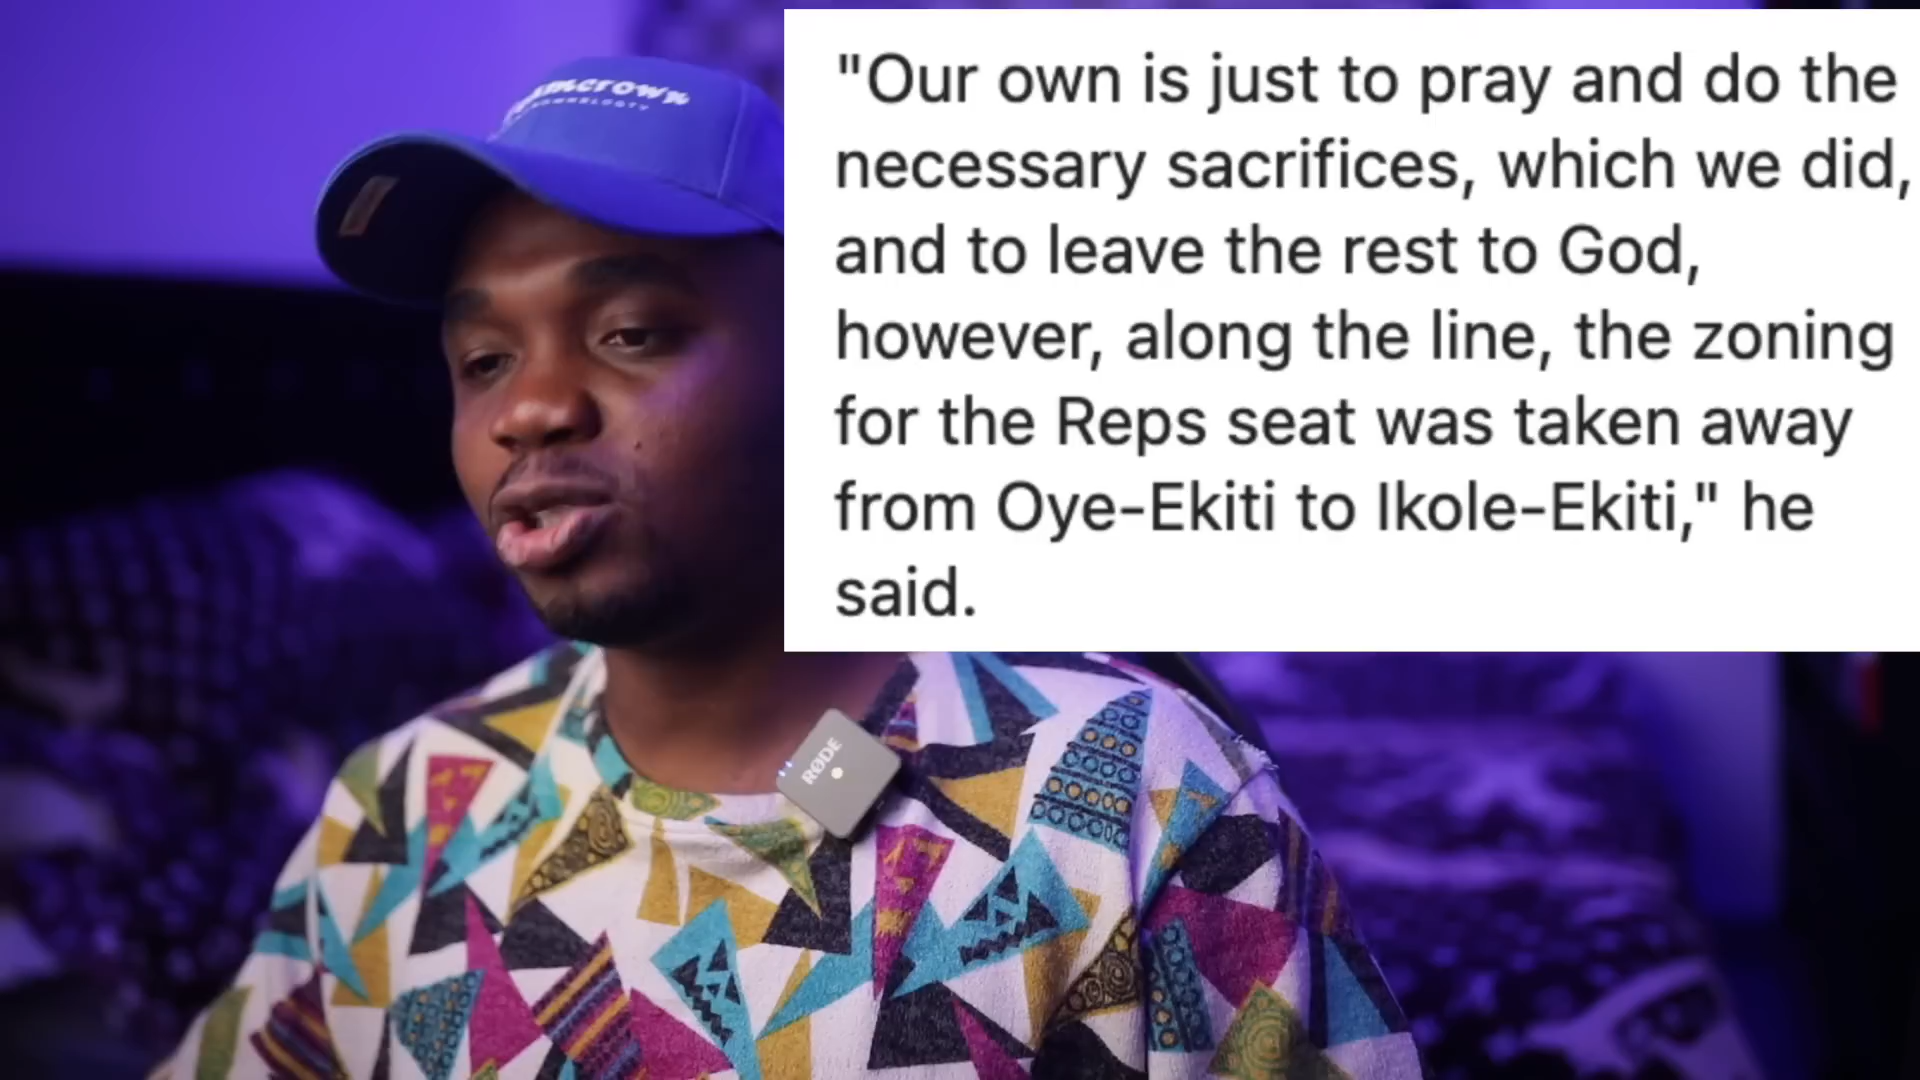 "Our own is just to pray and do the
necessary sacrifices, which we did,
and to leave the rest to God,
however, along the line, the zoning
for the Reps seat was taken away
from Oye-Ekiti to Ikole-Ekiti," he
said.
RØDE